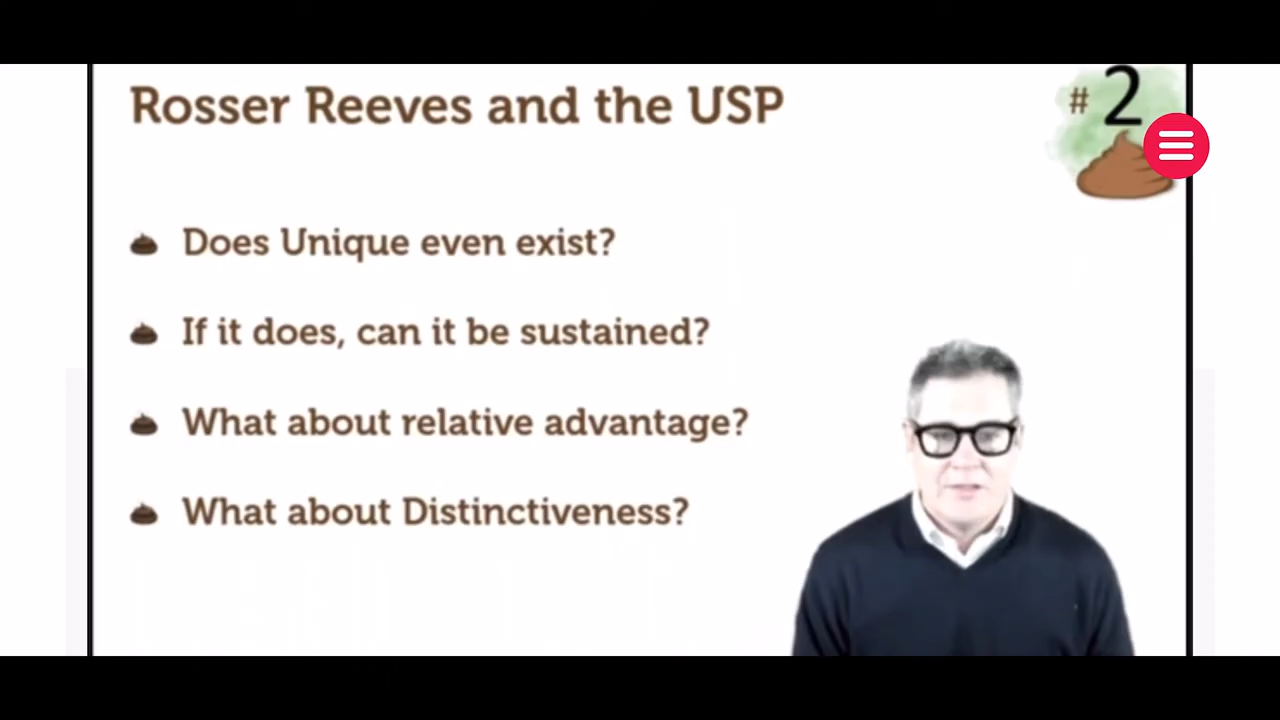 Rosser Reeves and the USP
# 2
Does Unique even exist?
If it does, can it be sustained?
What about relative advantage?
What about Distinctiveness?